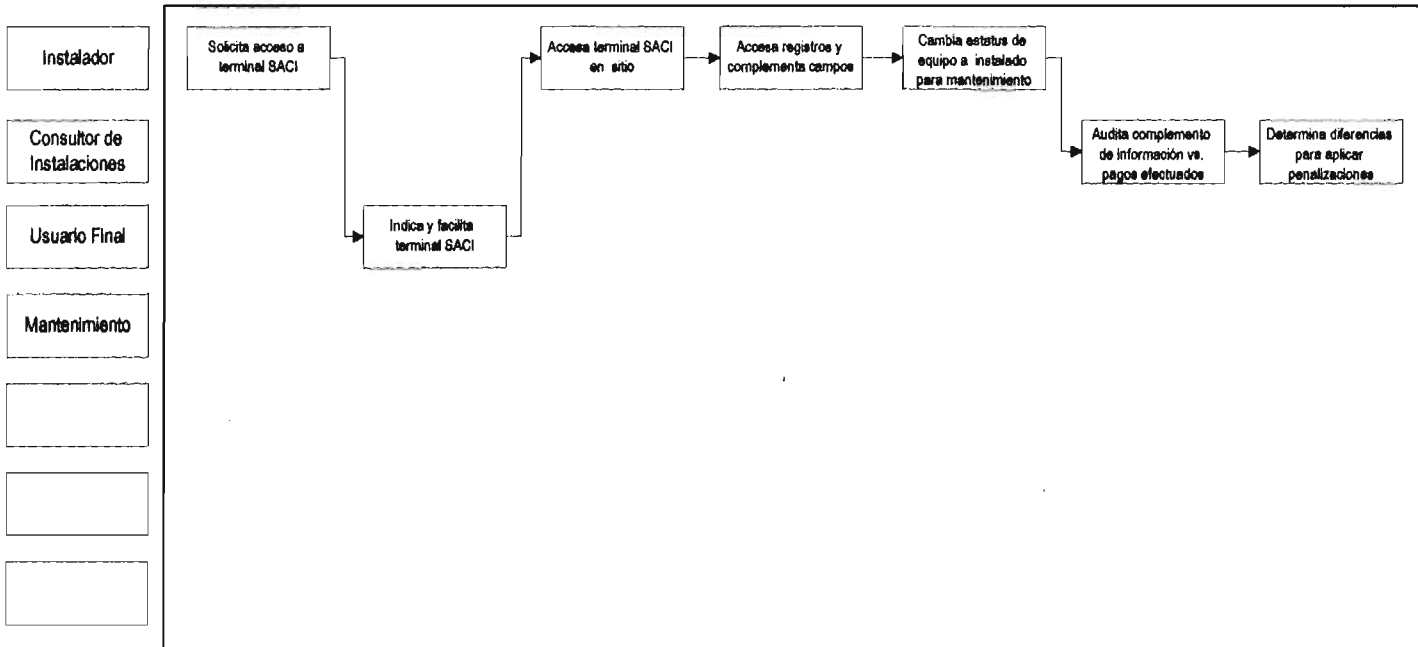 Instalador
Consultor de
Instalaciones
Usuario Final
Mantenimiento
Solicita acceso a
terminal SACI
Indica y facilita
terminal SACI
Accesa terminal SACI
en sitio
Accesa registros y
complementa campos
Cambia estatus de
equipo a instalado
para mantenimiento
Audita complemento
de información vs.
pagos efectuados
Determina diferencias
para aplicar
penalizaciones